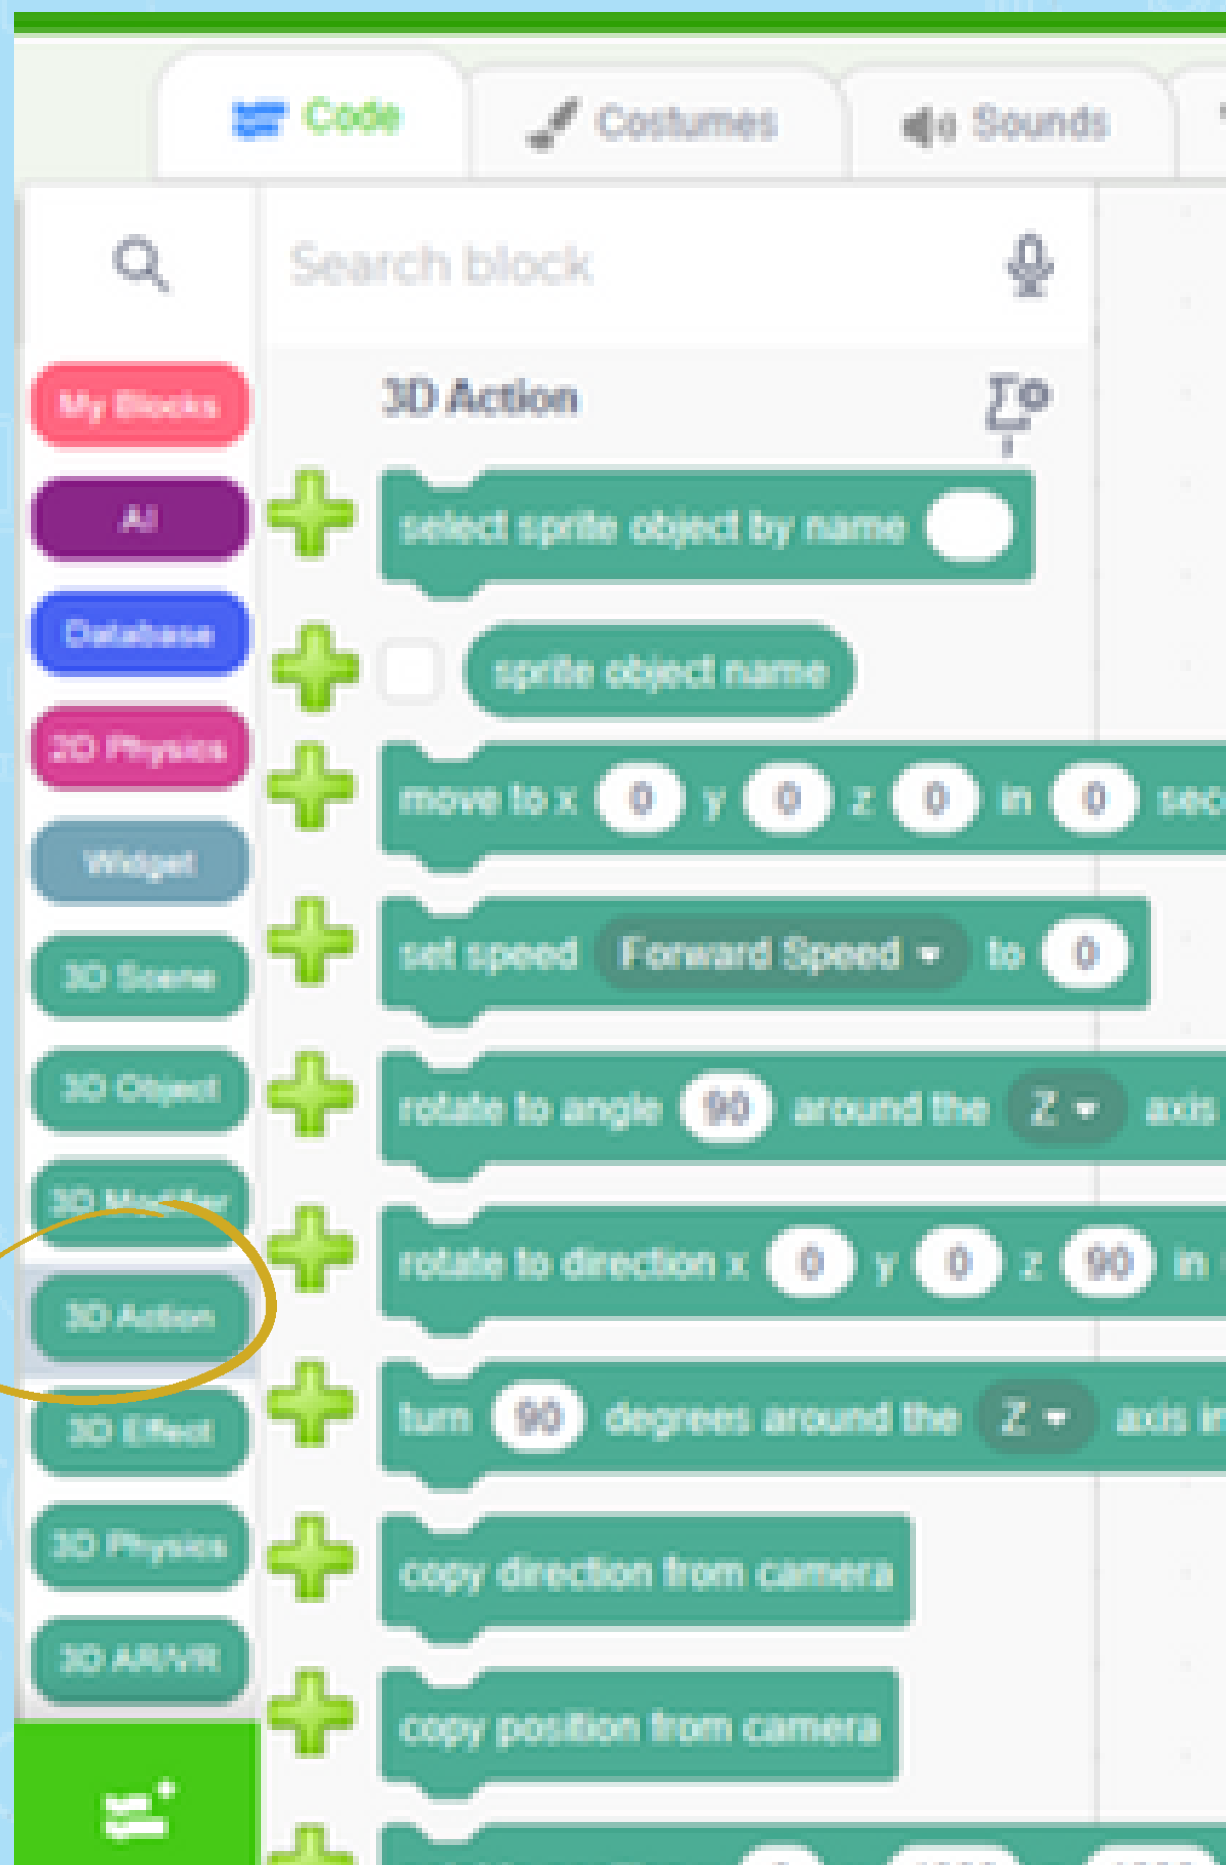 Code
Costumes
Sounds
Search block
My Blocks
AI
Database
2D Physics
Widget
3D Scene
3D Object
3D Modifier
3D Action
3D Effect
3D Physics
3D AR/VR
3D Action
select sprite object by name
sprite object name
move to x 0 y 0 z 0 in 0 sec
set speed Forward Speed to 0
rotate to angle 90 around the Z axis
rotate to direction x 0 y 0 z 90 in
turn 90 degrees around the Z axis in
copy direction from camera
copy position from camera